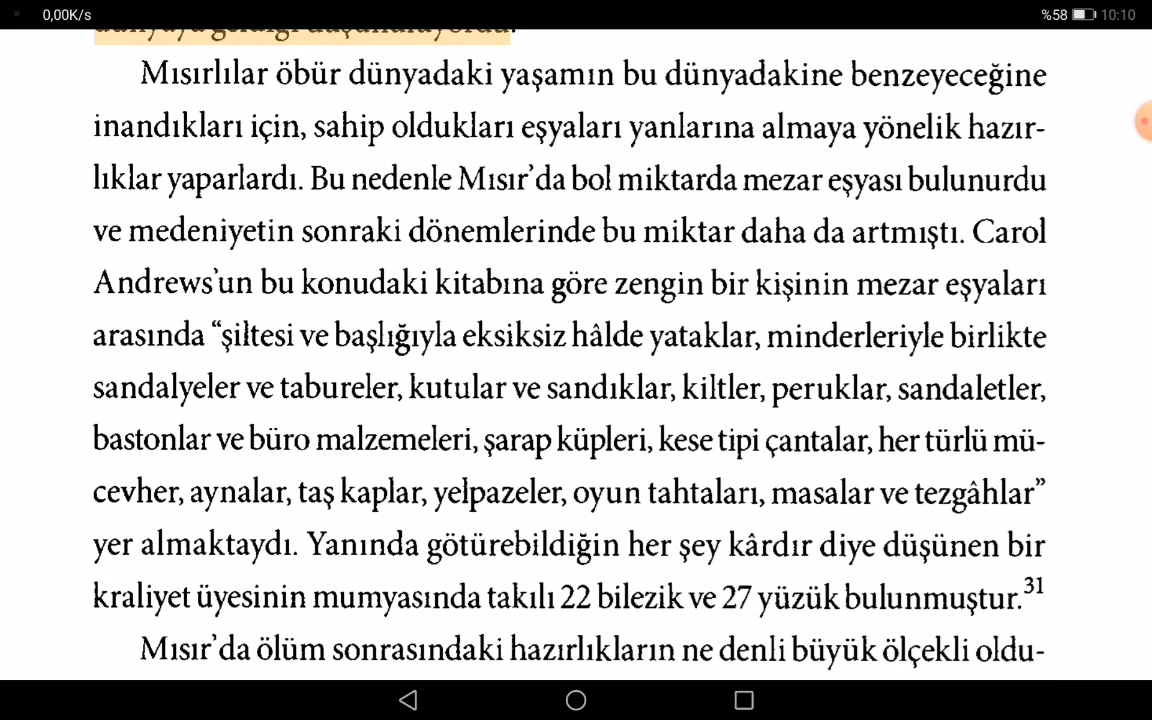 0,00K/s %58 10:10
dünyaya geldiği düşünülüyordu.
Mısırlılar öbür dünyadaki yaşamın bu dünyadakine benzeyeceğine
inandıkları için, sahip oldukları eşyaları yanlarına almaya yönelik hazır-
lıklar yaparlardı. Bu nedenle Mısır’da bol miktarda mezar eşyası bulunurdu
ve medeniyetin sonraki dönemlerinde bu miktar daha da artmıştı. Carol
Andrews’un bu konudaki kitabına göre zengin bir kişinin mezar eşyaları
arasında “şiltesi ve başlığıyla eksiksiz hâlde yataklar, minderleriyle birlikte
sandalyeler ve tabureler, kutular ve sandıklar, kiltler, peruklar, sandaletler,
bastonlar ve büro malzemeleri, şarap küpleri, kese tipi çantalar, her türlü mü-
cevher, aynalar, taş kaplar, yelpazeler, oyun tahtaları, masalar ve tezgâhlar”
yer almaktaydı. Yanında götürebildiğin her şey kârdır diye düşünen bir
kraliyet üyesinin mumyasında takılı 22 bilezik ve 27 yüzük bulunmuştur.31
Mısır’da ölüm sonrasındaki hazırlıkların ne denli büyük ölçekli oldu-